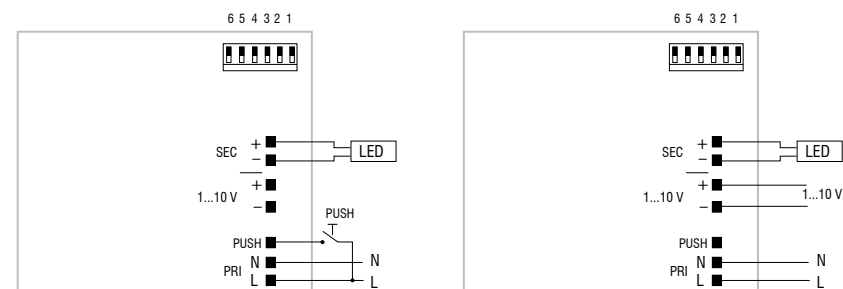 6 5 4 3 2 1
SEC + LED
−
1...10 V +
−
PUSH
PUSH
PRI N N
L L
6 5 4 3 2 1
SEC + LED
−
1...10 V + 1...10 V
−
PUSH
PRI N N
L L